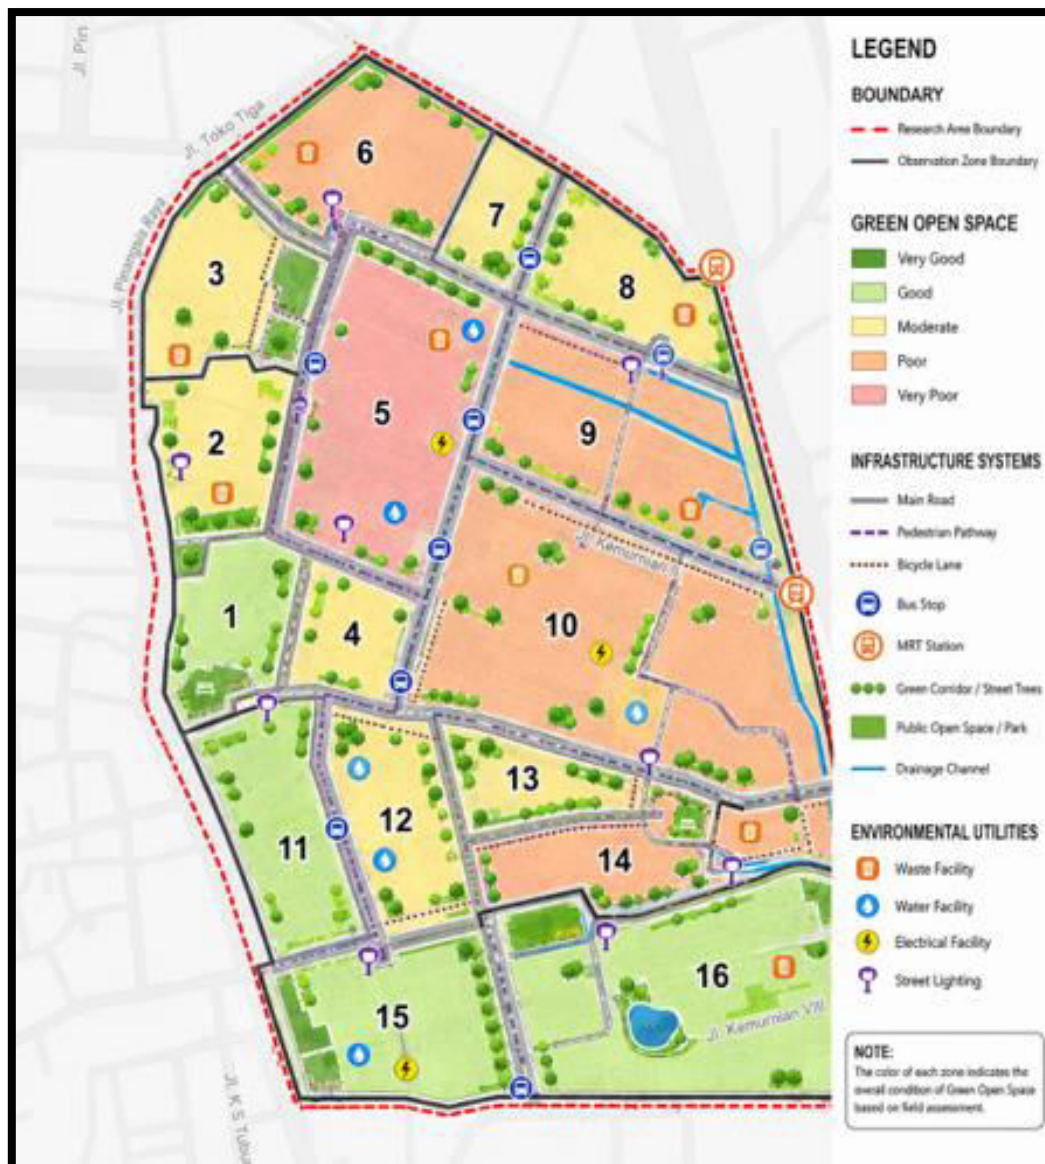 Jl. Pin
Jl. Toko Tiga
Jl. Pinangsia Raya
6
7
3
8
5
2
9
Jl. Kemurnian
1
4
10
13
12
11
14
16
15
Jl. Kemurnian VIII
Jl. K S Tubun
LEGEND
BOUNDARY
Research Area Boundary
Observation Zone Boundary
GREEN OPEN SPACE
Very Good
Good
Moderate
Poor
Very Poor
INFRASTRUCTURE SYSTEMS
Main Road
Pedestrian Pathway
Bicycle Lane
Bus Stop
MRT Station
Green Corridor / Street Trees
Public Open Space / Park
Drainage Channel
ENVIRONMENTAL UTILITIES
Waste Facility
Water Facility
Electrical Facility
Street Lighting
NOTE:
The color of each zone indicates the
overall condition of Green Open Space
based on field assessment.